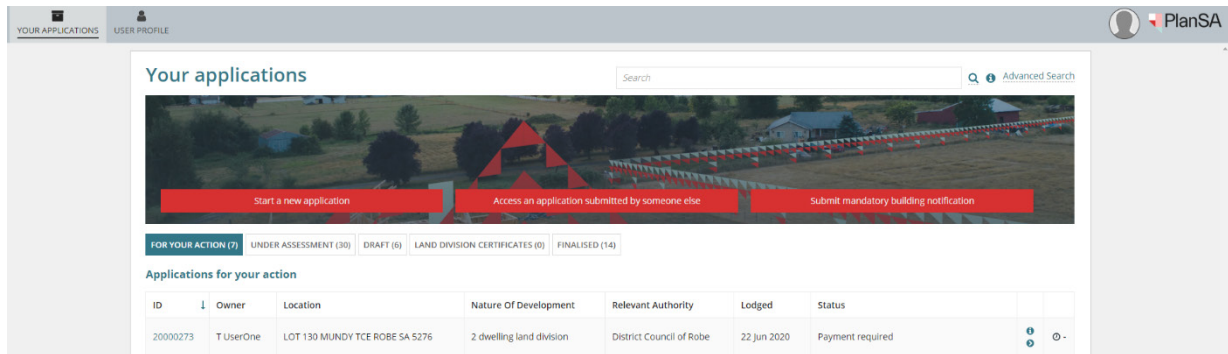 YOUR APPLICATIONS
USER PROFILE
PlanSA
Your applications
Search
Advanced Search
Start a new application
Access an application submitted by someone else
Submit mandatory building notification
FOR YOUR ACTION (7)
UNDER ASSESSMENT (30)
DRAFT (6)
LAND DIVISION CERTIFICATES (0)
FINALISED (14)
Applications for your action
ID ↓ Owner Location Nature Of Development Relevant Authority Lodged Status
20000273 T UserOne LOT 130 MUNDY TCE ROBE SA 5276 2 dwelling land division District Council of Robe 22 Jun 2020 Payment required -